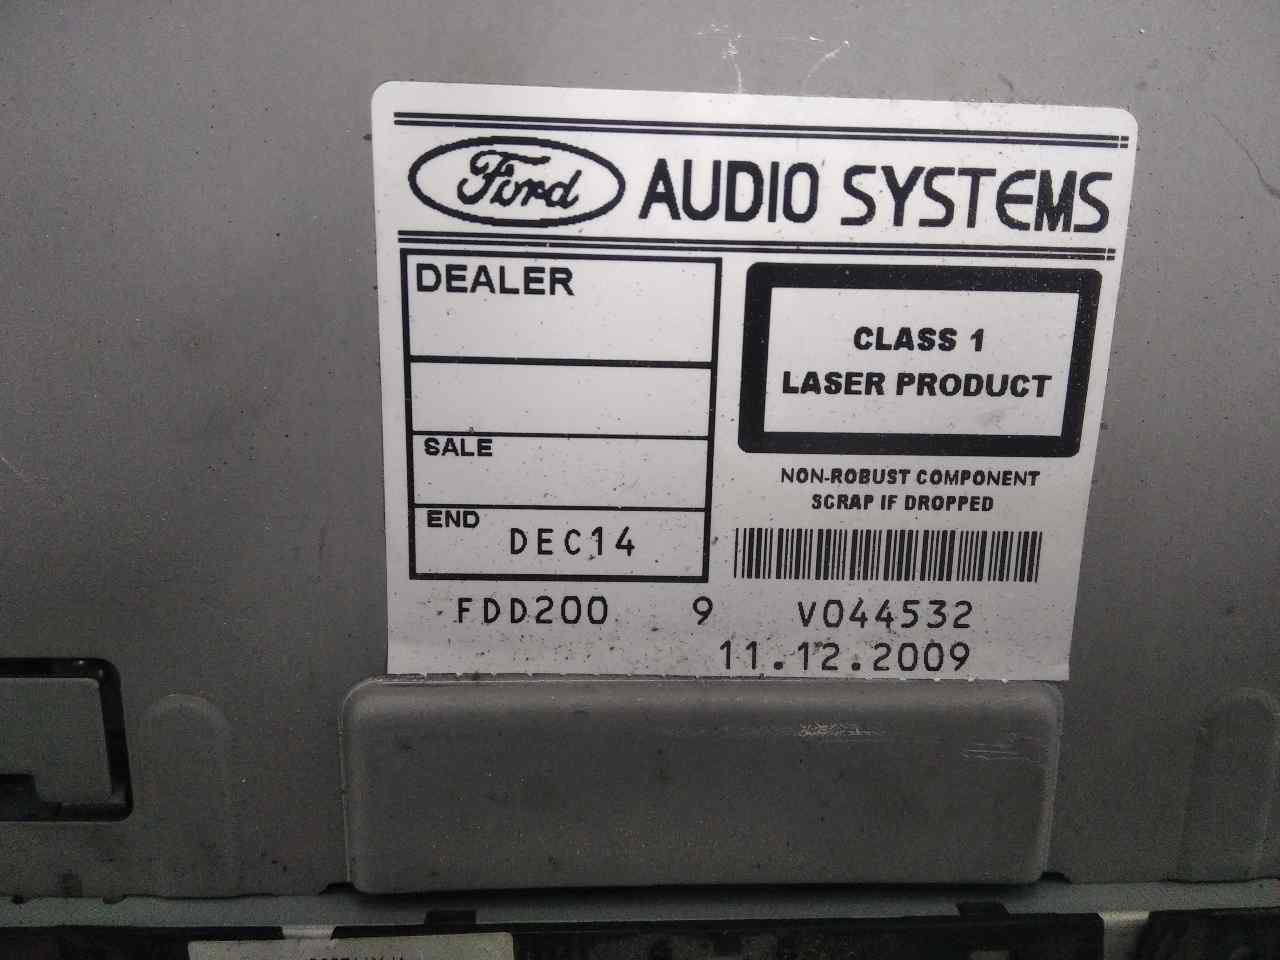 Ford AUDIO SYSTEMS
DEALER
CLASS 1
LASER PRODUCT
SALE
NON-ROBUST COMPONENT
SCRAP IF DROPPED
END
DEC14
FDD200 9 V044532
11.12.2009